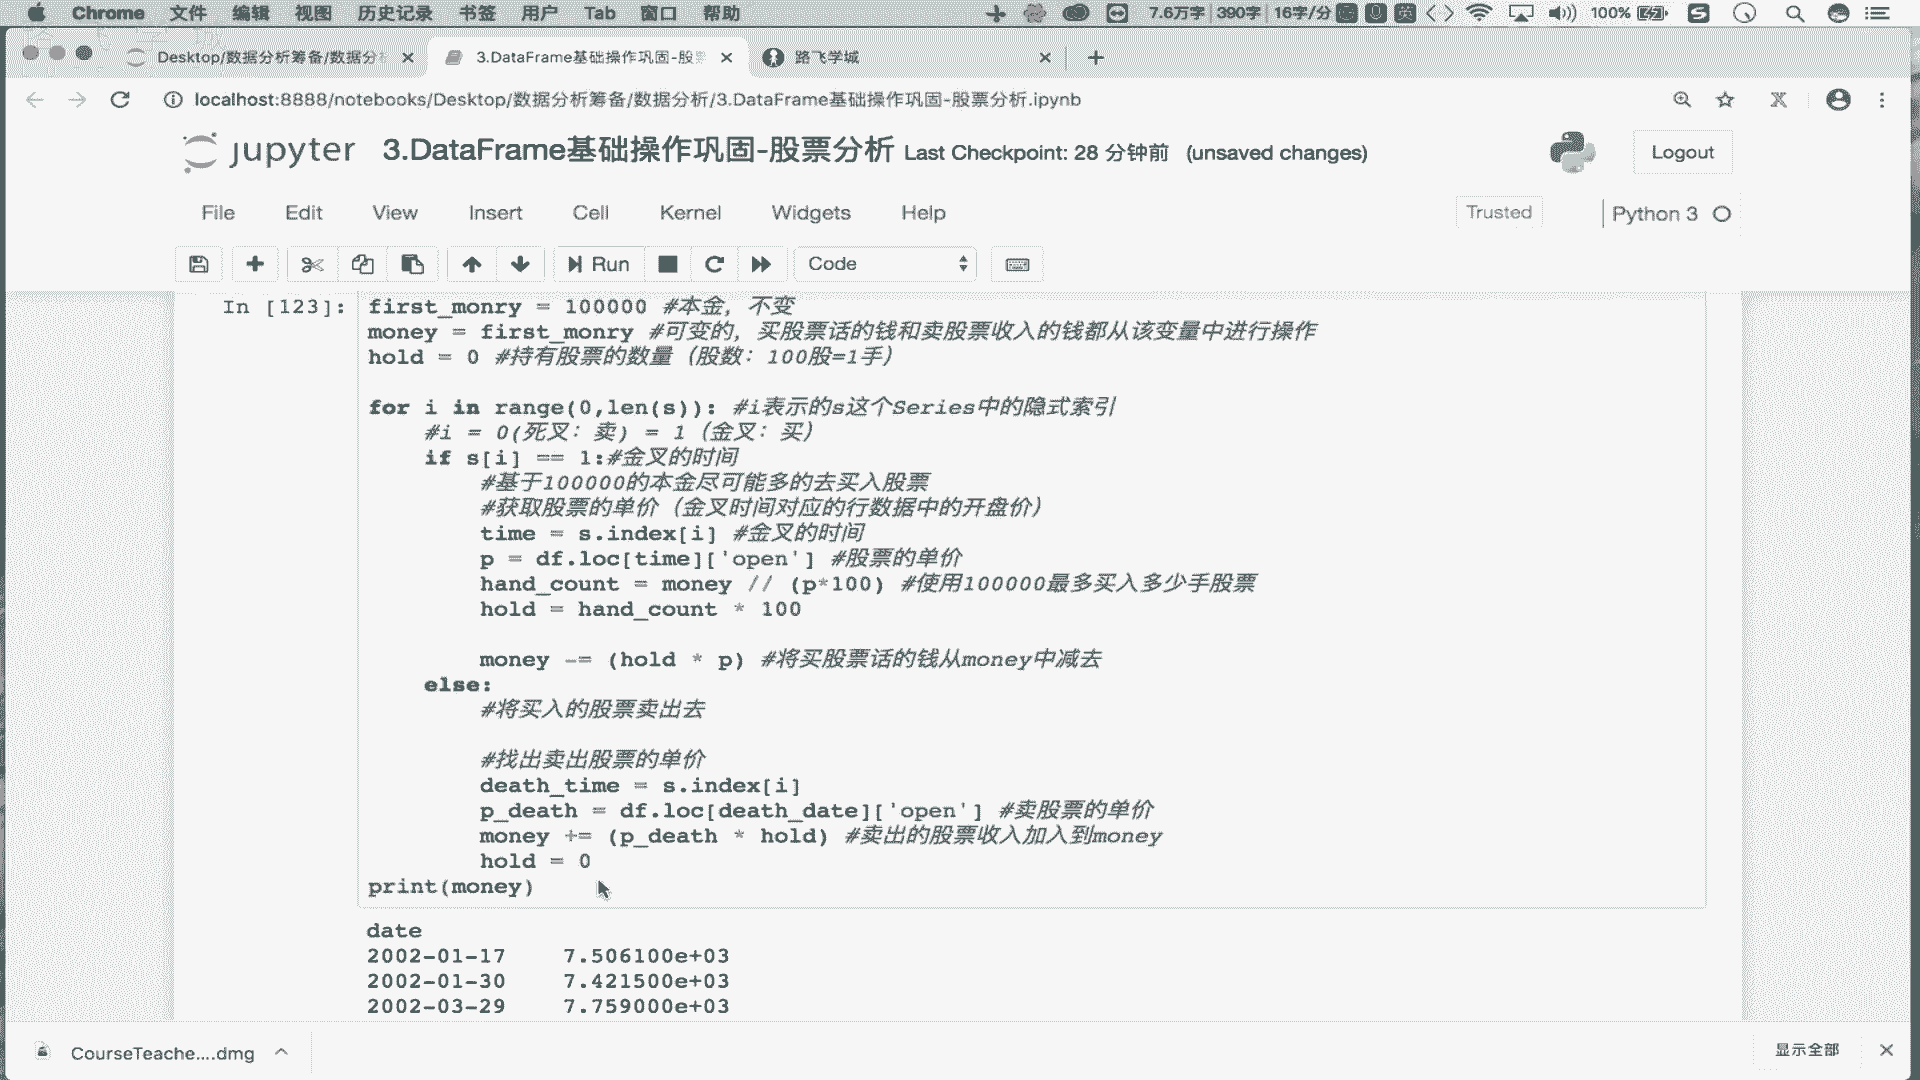 Chrome 文件 编辑 视图 历史记录 书签 用户 Tab 窗口 帮助 7.6万字 390字 16字/分 英 100%
Desktop/数据分析筹备/数据分析 3.DataFrame基础操作巩固-股票 路飞学城
localhost:8888/notebooks/Desktop/数据分析筹备/数据分析/3.DataFrame基础操作巩固-股票分析.ipynb
jupyter 3.DataFrame基础操作巩固-股票分析 Last Checkpoint: 28 分钟前 (unsaved changes) Logout
File Edit View Insert Cell Kernel Widgets Help Trusted Python 3
Run Code
In [123]: first_monry = 100000 #本金，不变
money = first_monry #可变的，买股票话的钱和卖股票收入的钱都从该变量中进行操作
hold = 0 #持有股票的数量（股数：100股=1手）
for i in range(0,len(s)): #i表示的s这个Series中的隐式索引
#i = 0(死叉：卖) = 1（金叉：买）
if s[i] == 1:#金叉的时间
#基于100000的本金尽可能多的去买入股票
#获取股票的单价（金叉时间对应的行数据中的开盘价）
time = s.index[i] #金叉的时间
p = df.loc[time]['open'] #股票的单价
hand_count = money // (p*100) #使用100000最多买入多少手股票
hold = hand_count * 100
money -= (hold * p) #将买股票话的钱从money中减去
else:
#将买入的股票卖出去
#找出卖出股票的单价
death_time = s.index[i]
p_death = df.loc[death_date]['open'] #卖股票的单价
money += (p_death * hold) #卖出的股票收入加入到money
hold = 0
print(money)
date
2002-01-17 7.506100e+03
2002-01-30 7.421500e+03
2002-03-29 7.759000e+03
CourseTeache....dmg 显示全部